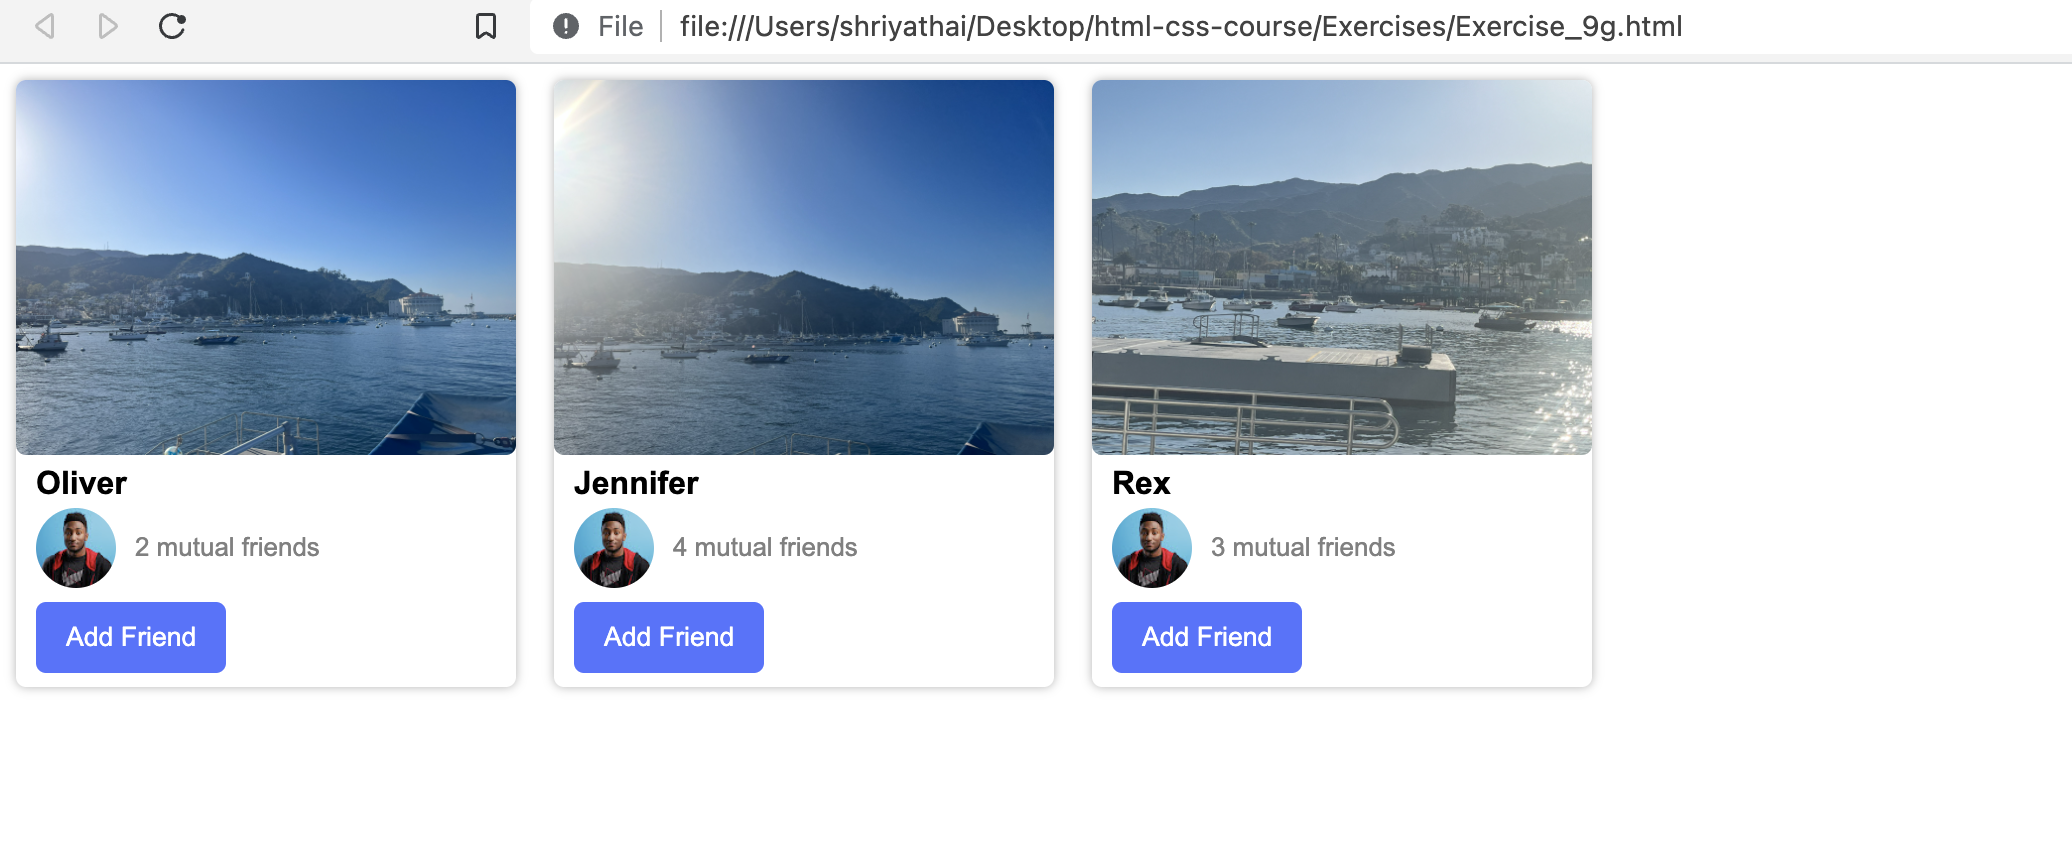 File file:///Users/shriyathai/Desktop/html-css-course/Exercises/Exercise_9g.html
Oliver
2 mutual friends
Add Friend
Jennifer
4 mutual friends
Add Friend
Rex
3 mutual friends
Add Friend